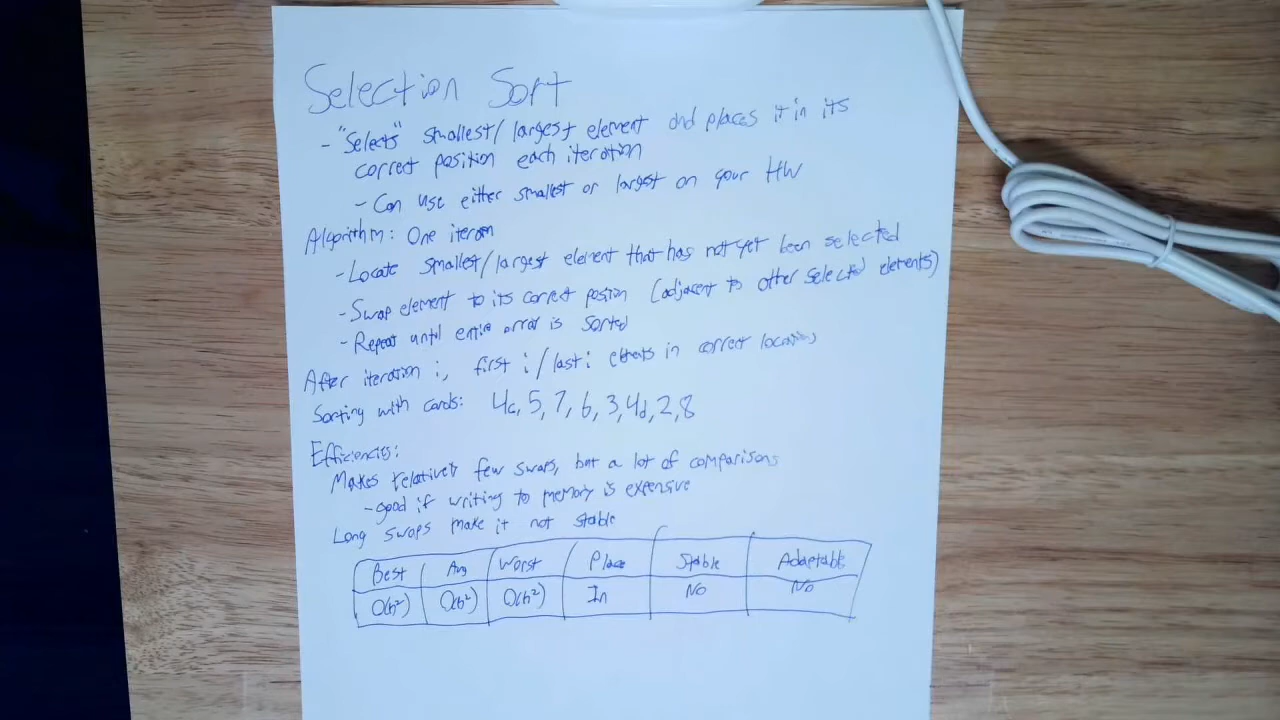 Selection Sort
- "Selects" smallest/largest element and places it in its
correct position each iteration
- Can use either smallest or largest on your HW
Algorithm: One iteration
- Locate smallest/largest element that has not yet been selected
- Swap element to its correct position (adjacent to other selected elements)
- Repeat until entire array is sorted
After iteration i, first i/last i elements in correct locations
Sorting with cards: 4c, 5, 7, 6, 3, 4d, 2, 8
Efficiencies:
Makes relatively few swaps, but a lot of comparisons
- good if writing to memory is expensive
Long swaps make it not stable
Best Avg Worst Place Stable Adaptable
O(n²) O(n²) O(n²) In No No